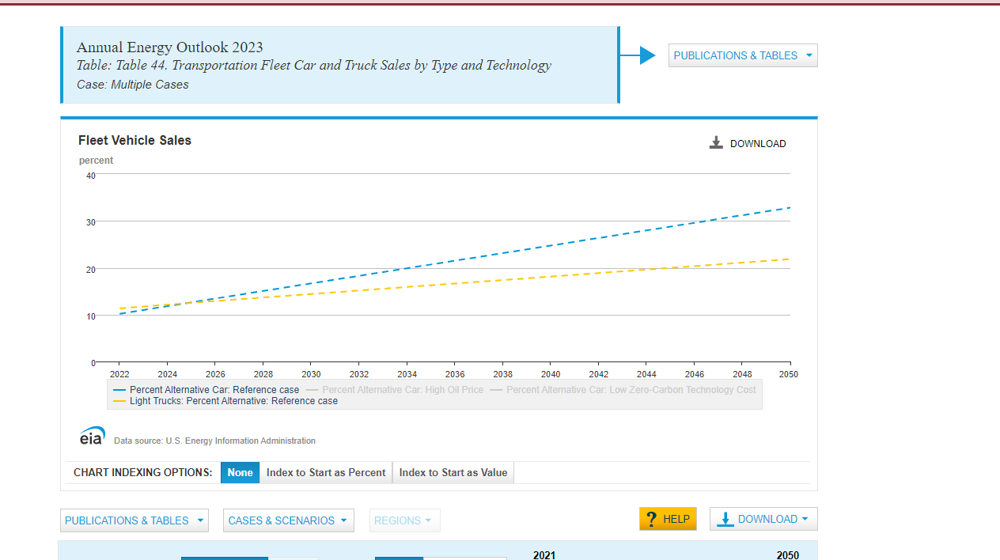 Annual Energy Outlook 2023
Table: Table 44. Transportation Fleet Car and Truck Sales by Type and Technology
Case: Multiple Cases
PUBLICATIONS & TABLES
Fleet Vehicle Sales
DOWNLOAD
percent
40
30
20
10
0
2022 2024 2026 2028 2030 2032 2034 2036 2038 2040 2042 2044 2046 2048 2050
Percent Alternative Car: Reference case Percent Alternative Car: High Oil Price Percent Alternative Car: Low Zero-Carbon Technology Cost
Light Trucks: Percent Alternative: Reference case
eia Data source: U.S. Energy Information Administration
CHART INDEXING OPTIONS: None Index to Start as Percent Index to Start as Value
PUBLICATIONS & TABLES CASES & SCENARIOS REGIONS ? HELP DOWNLOAD
2021 2050